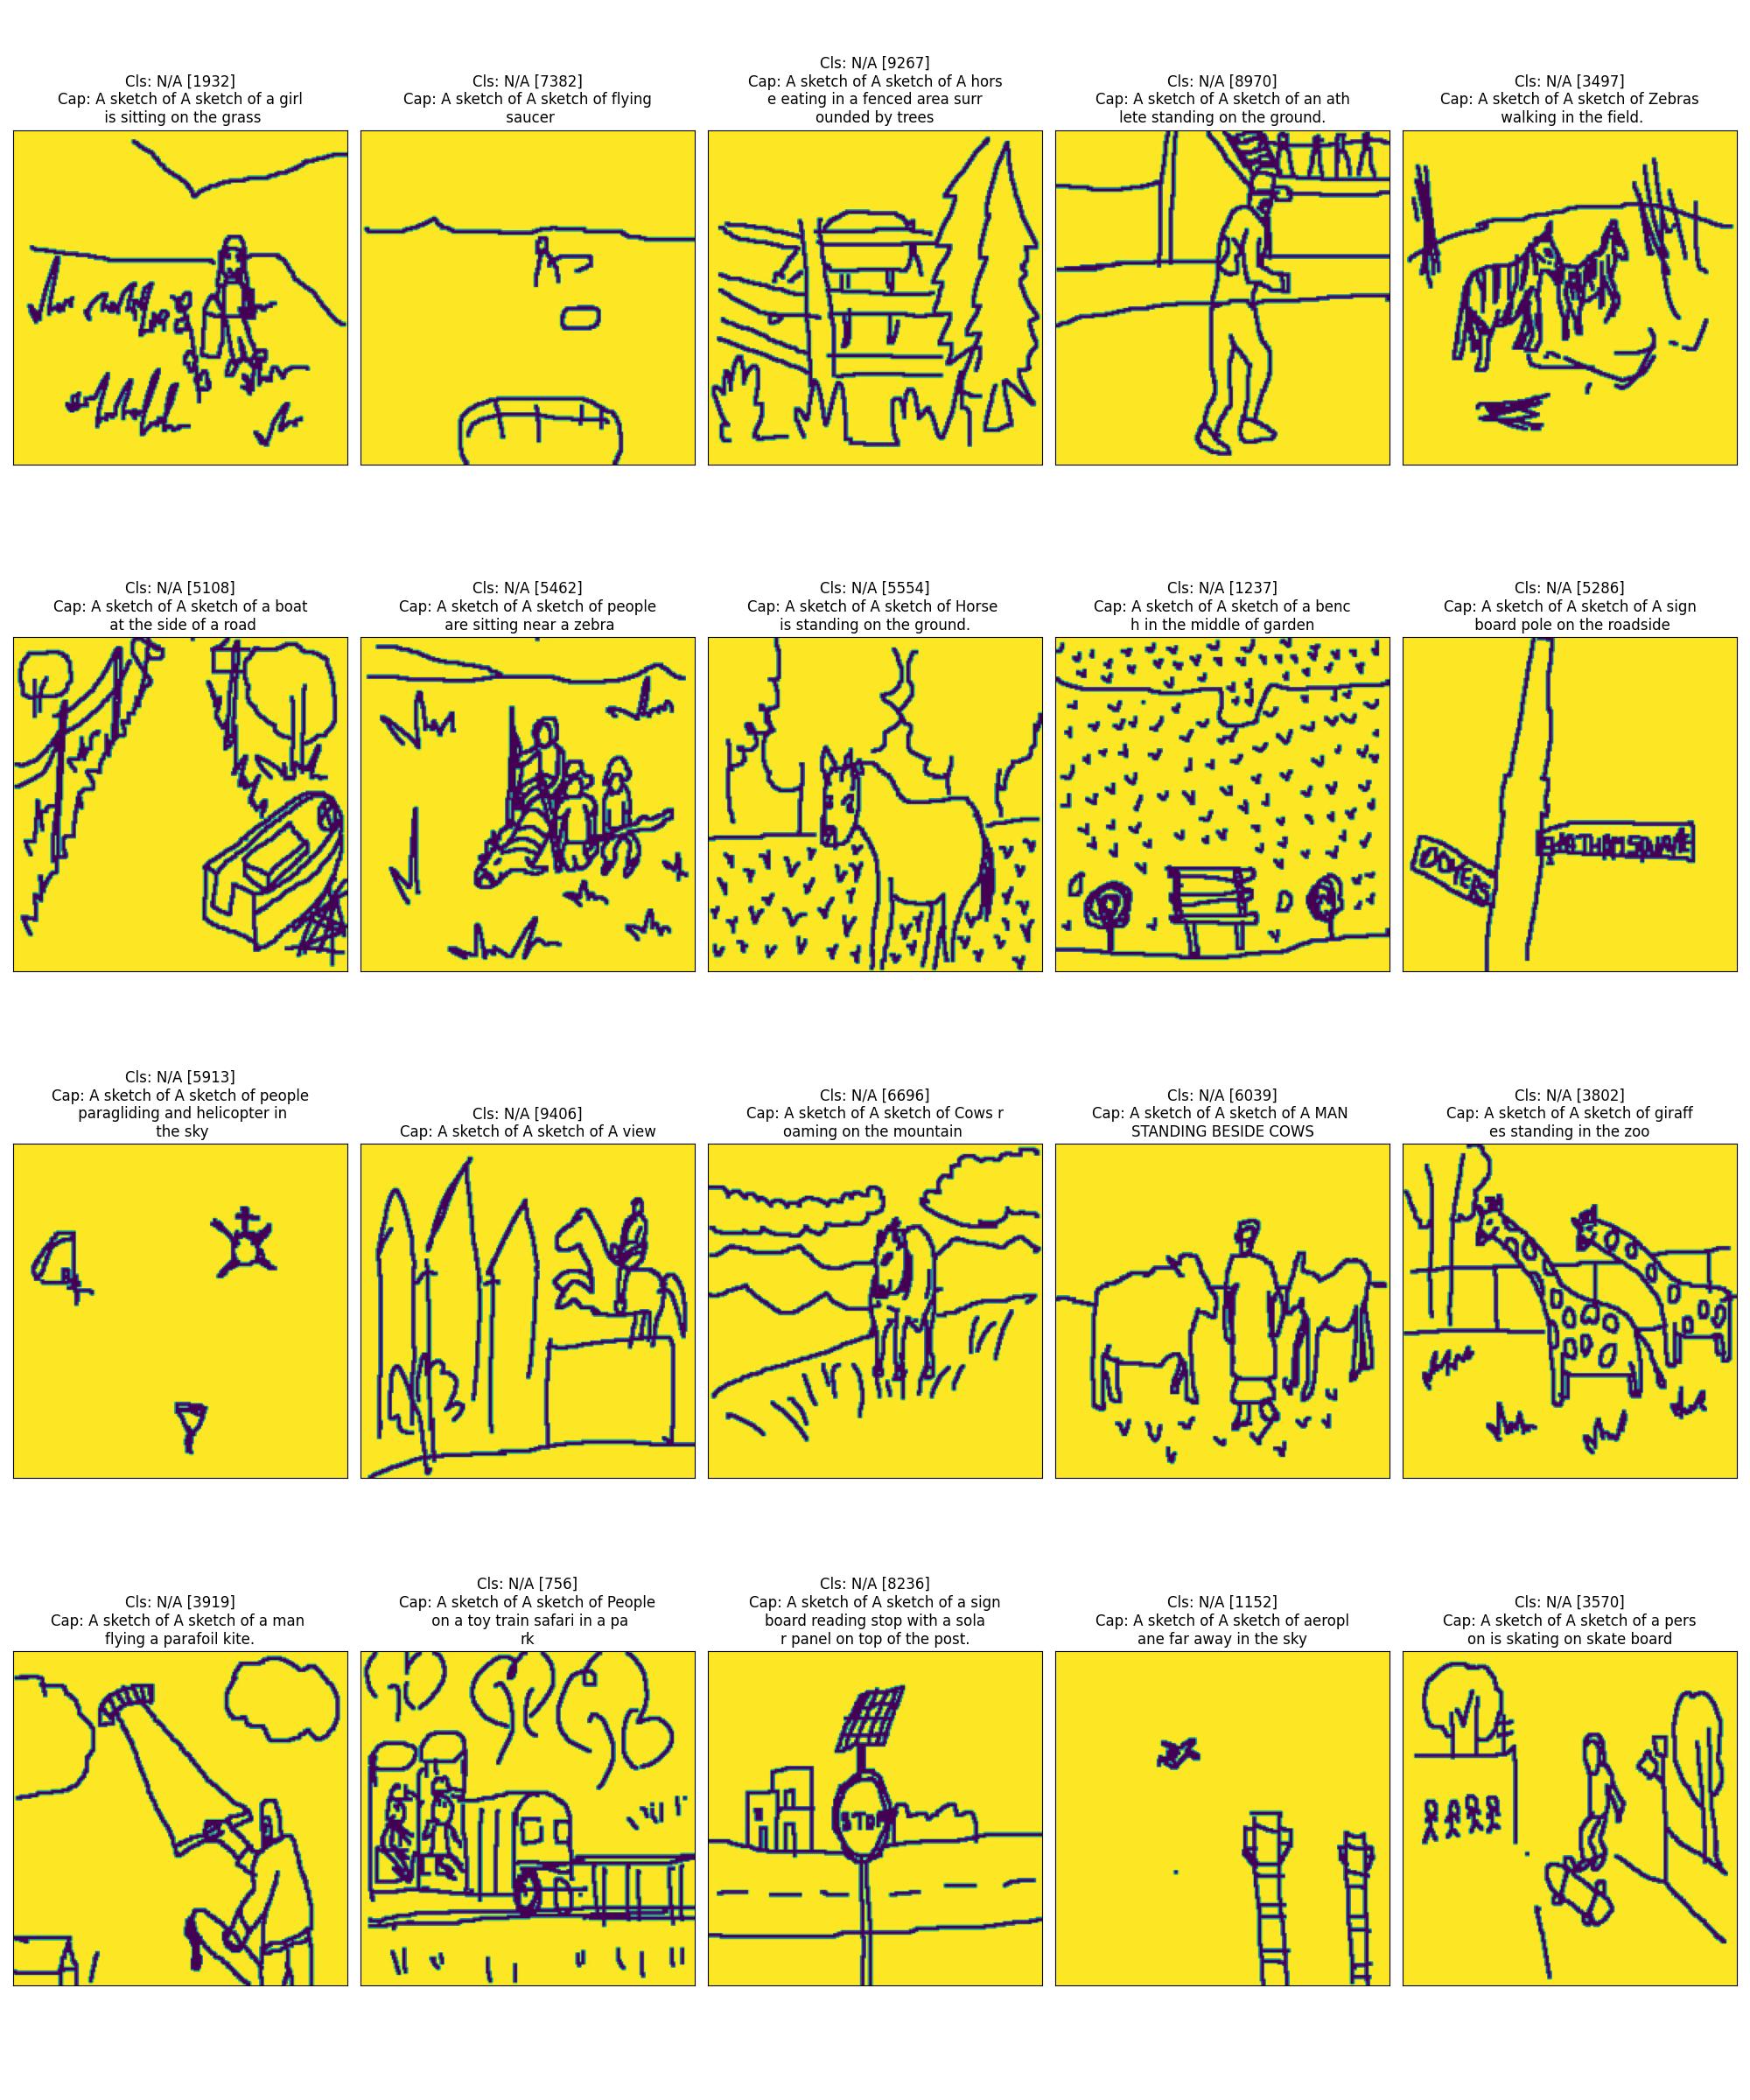 Cls: N/A [1932]
Cap: A sketch of A sketch of a girl
is sitting on the grass
Cls: N/A [7382]
Cap: A sketch of A sketch of flying
saucer
Cls: N/A [9267]
Cap: A sketch of A sketch of A hors
e eating in a fenced area surr
ounded by trees
Cls: N/A [8970]
Cap: A sketch of A sketch of an ath
lete standing on the ground.
Cls: N/A [3497]
Cap: A sketch of A sketch of Zebras
walking in the field.
Cls: N/A [5108]
Cap: A sketch of A sketch of a boat
at the side of a road
Cls: N/A [5462]
Cap: A sketch of A sketch of people
are sitting near a zebra
Cls: N/A [5554]
Cap: A sketch of A sketch of Horse
is standing on the ground.
Cls: N/A [1237]
Cap: A sketch of A sketch of a benc
h in the middle of garden
Cls: N/A [5286]
Cap: A sketch of A sketch of A sign
board pole on the roadside
Cls: N/A [5913]
Cap: A sketch of A sketch of people
paragliding and helicopter in
the sky
Cls: N/A [9406]
Cap: A sketch of A sketch of A view
Cls: N/A [6696]
Cap: A sketch of A sketch of Cows r
oaming on the mountain
Cls: N/A [6039]
Cap: A sketch of A sketch of A MAN
STANDING BESIDE COWS
Cls: N/A [3802]
Cap: A sketch of A sketch of giraff
es standing in the zoo
Cls: N/A [3919]
Cap: A sketch of A sketch of a man
flying a parafoil kite.
Cls: N/A [756]
Cap: A sketch of A sketch of People
on a toy train safari in a pa
rk
Cls: N/A [8236]
Cap: A sketch of A sketch of a sign
board reading stop with a sola
r panel on top of the post.
STOP
Cls: N/A [1152]
Cap: A sketch of A sketch of aeropl
ane far away in the sky
Cls: N/A [3570]
Cap: A sketch of A sketch of a pers
on is skating on skate board